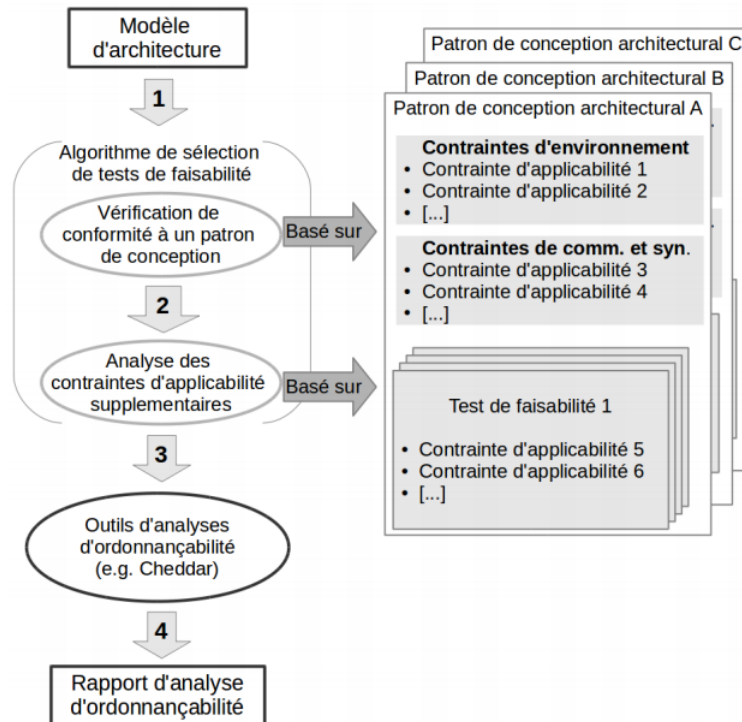 Modèle
d'architecture
1
Algorithme de sélection
de tests de faisabilité
Vérification de
conformité à un patron
de conception
Basé sur
2
Analyse des
contraintes d'applicabilité
supplementaires
Basé sur
3
Outils d'analyses
d'ordonnançabilité
(e.g. Cheddar)
4
Rapport d'analyse
d'ordonnançabilité
Patron de conception architectural C
Patron de conception architectural B
Patron de conception architectural A
Contraintes d'environnement
• Contrainte d'applicabilité 1
• Contrainte d'applicabilité 2
• [...]
Contraintes de comm. et syn.
• Contrainte d'applicabilité 3
• Contrainte d'applicabilité 4
• [...]
Test de faisabilité 1
• Contrainte d'applicabilité 5
• Contrainte d'applicabilité 6
• [...]